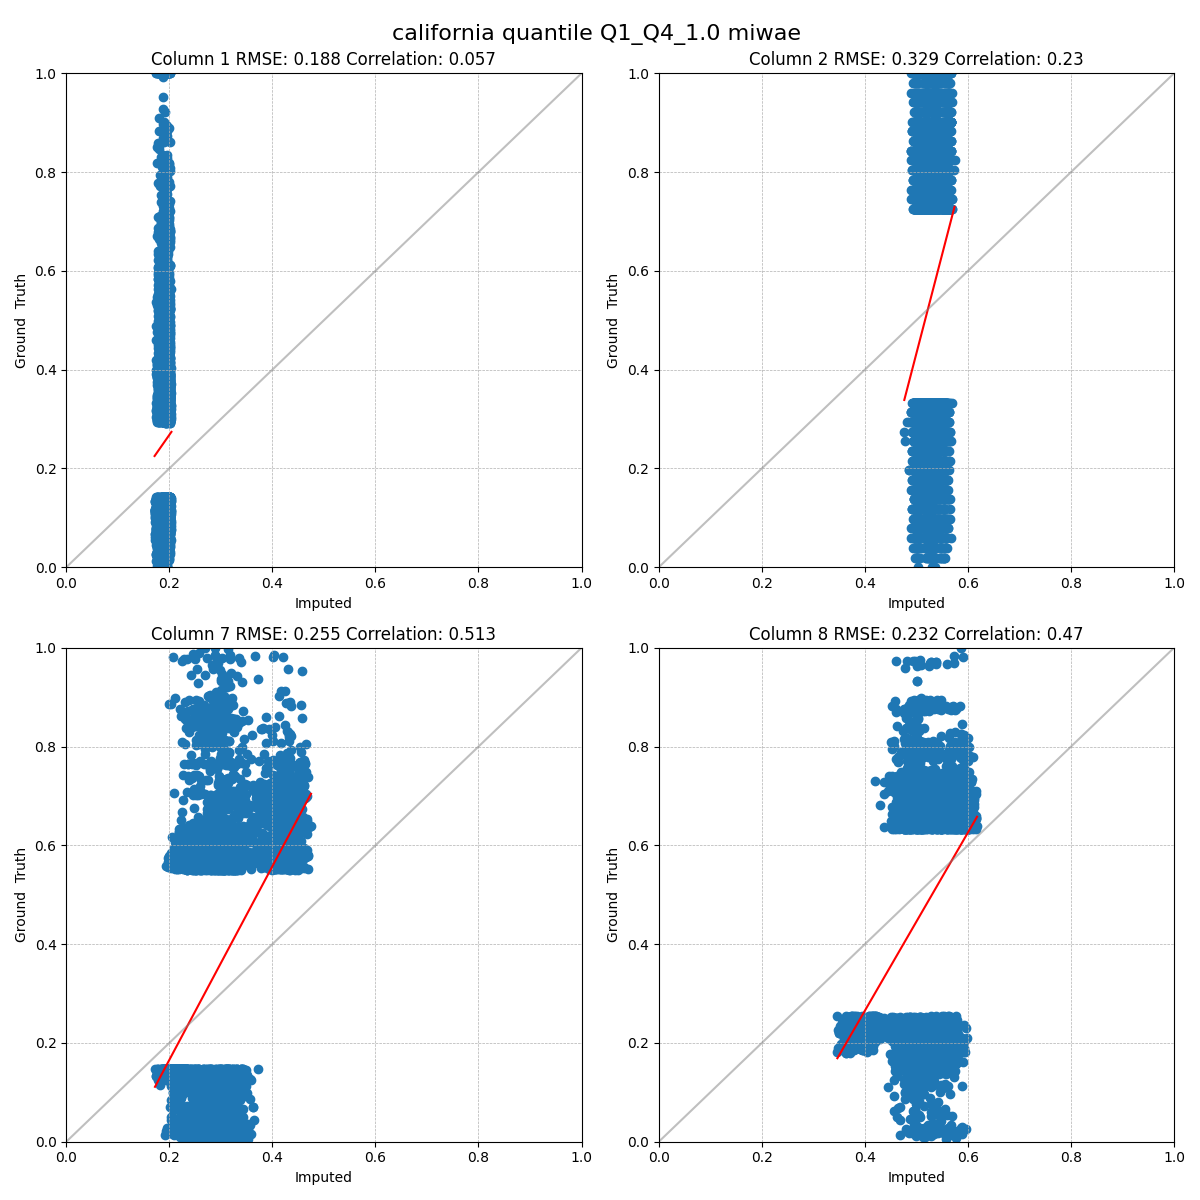 california quantile Q1_Q4_1.0 miwae
Column 1 RMSE: 0.188 Correlation: 0.057
Column 2 RMSE: 0.329 Correlation: 0.23
1.0
0.8
0.6
0.4
0.2
0.0
Ground Truth
0.0 0.2 0.4 0.6 0.8 1.0
Imputed
1.0
0.8
0.6
0.4
0.2
0.0
Ground Truth
0.0 0.2 0.4 0.6 0.8 1.0
Imputed
Column 7 RMSE: 0.255 Correlation: 0.513
Column 8 RMSE: 0.232 Correlation: 0.47
1.0
0.8
0.6
0.4
0.2
0.0
Ground Truth
0.0 0.2 0.4 0.6 0.8 1.0
Imputed
1.0
0.8
0.6
0.4
0.2
0.0
Ground Truth
0.0 0.2 0.4 0.6 0.8 1.0
Imputed